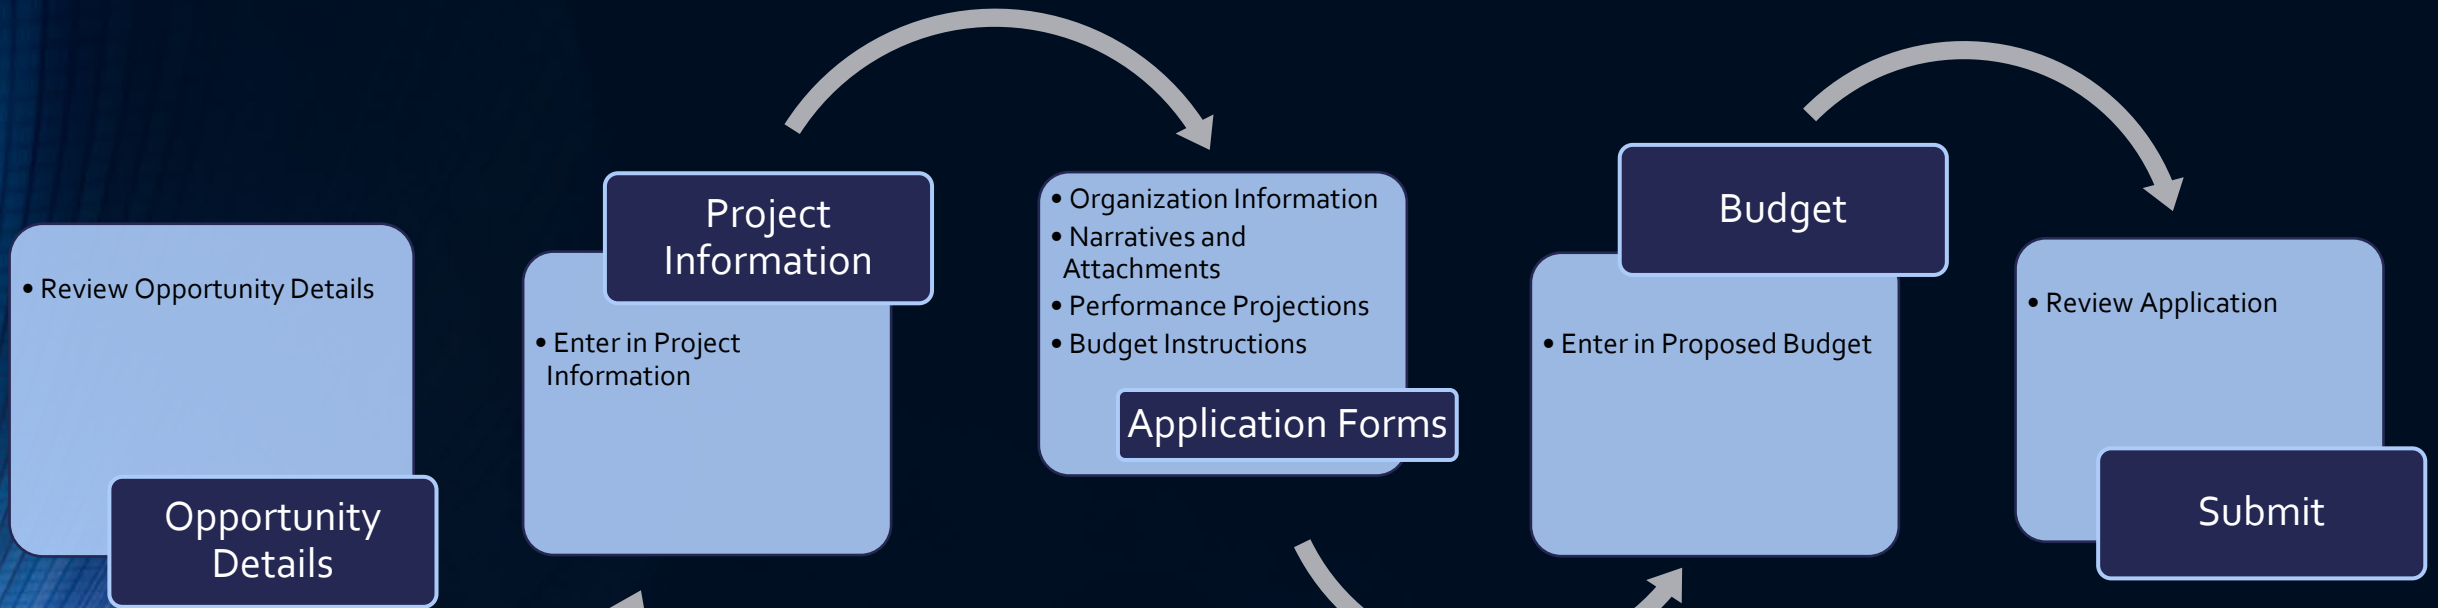 • Review Opportunity Details
Opportunity
Details
Project
Information
• Enter in Project
Information
• Organization Information
• Narratives and
Attachments
• Performance Projections
• Budget Instructions
Application Forms
Budget
• Enter in Proposed Budget
• Review Application
Submit